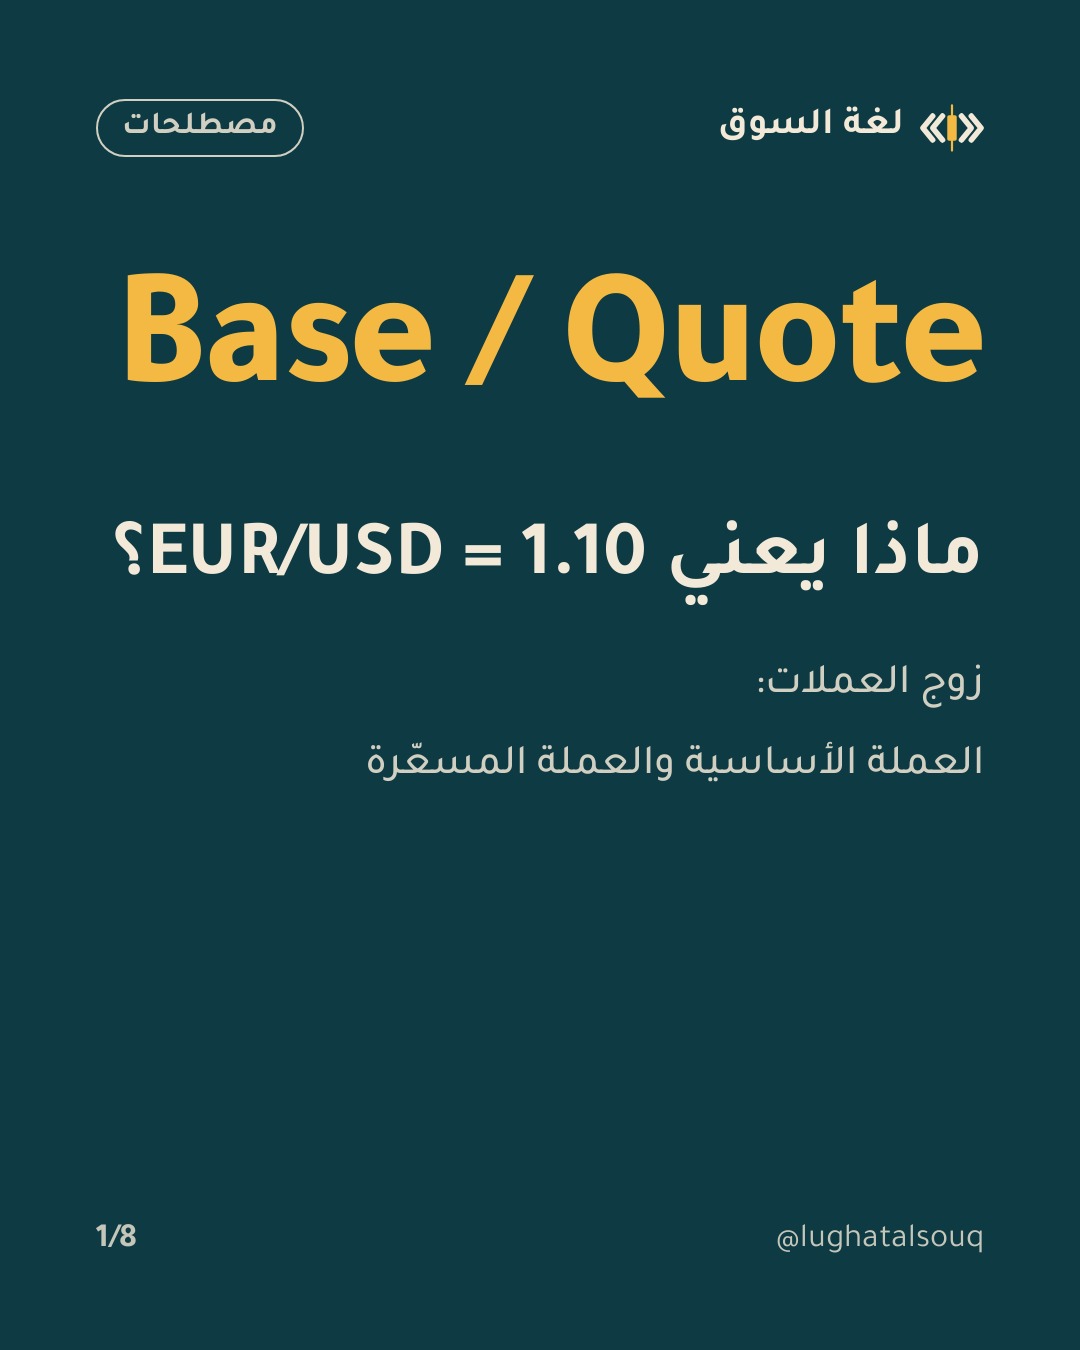 لغة السوق
مصطلحات
Base / Quote
ماذا يعني EUR/USD = 1.10؟
زوج العملات:
العملة الأساسية والعملة المسعّرة
@lughatalsouq
1/8